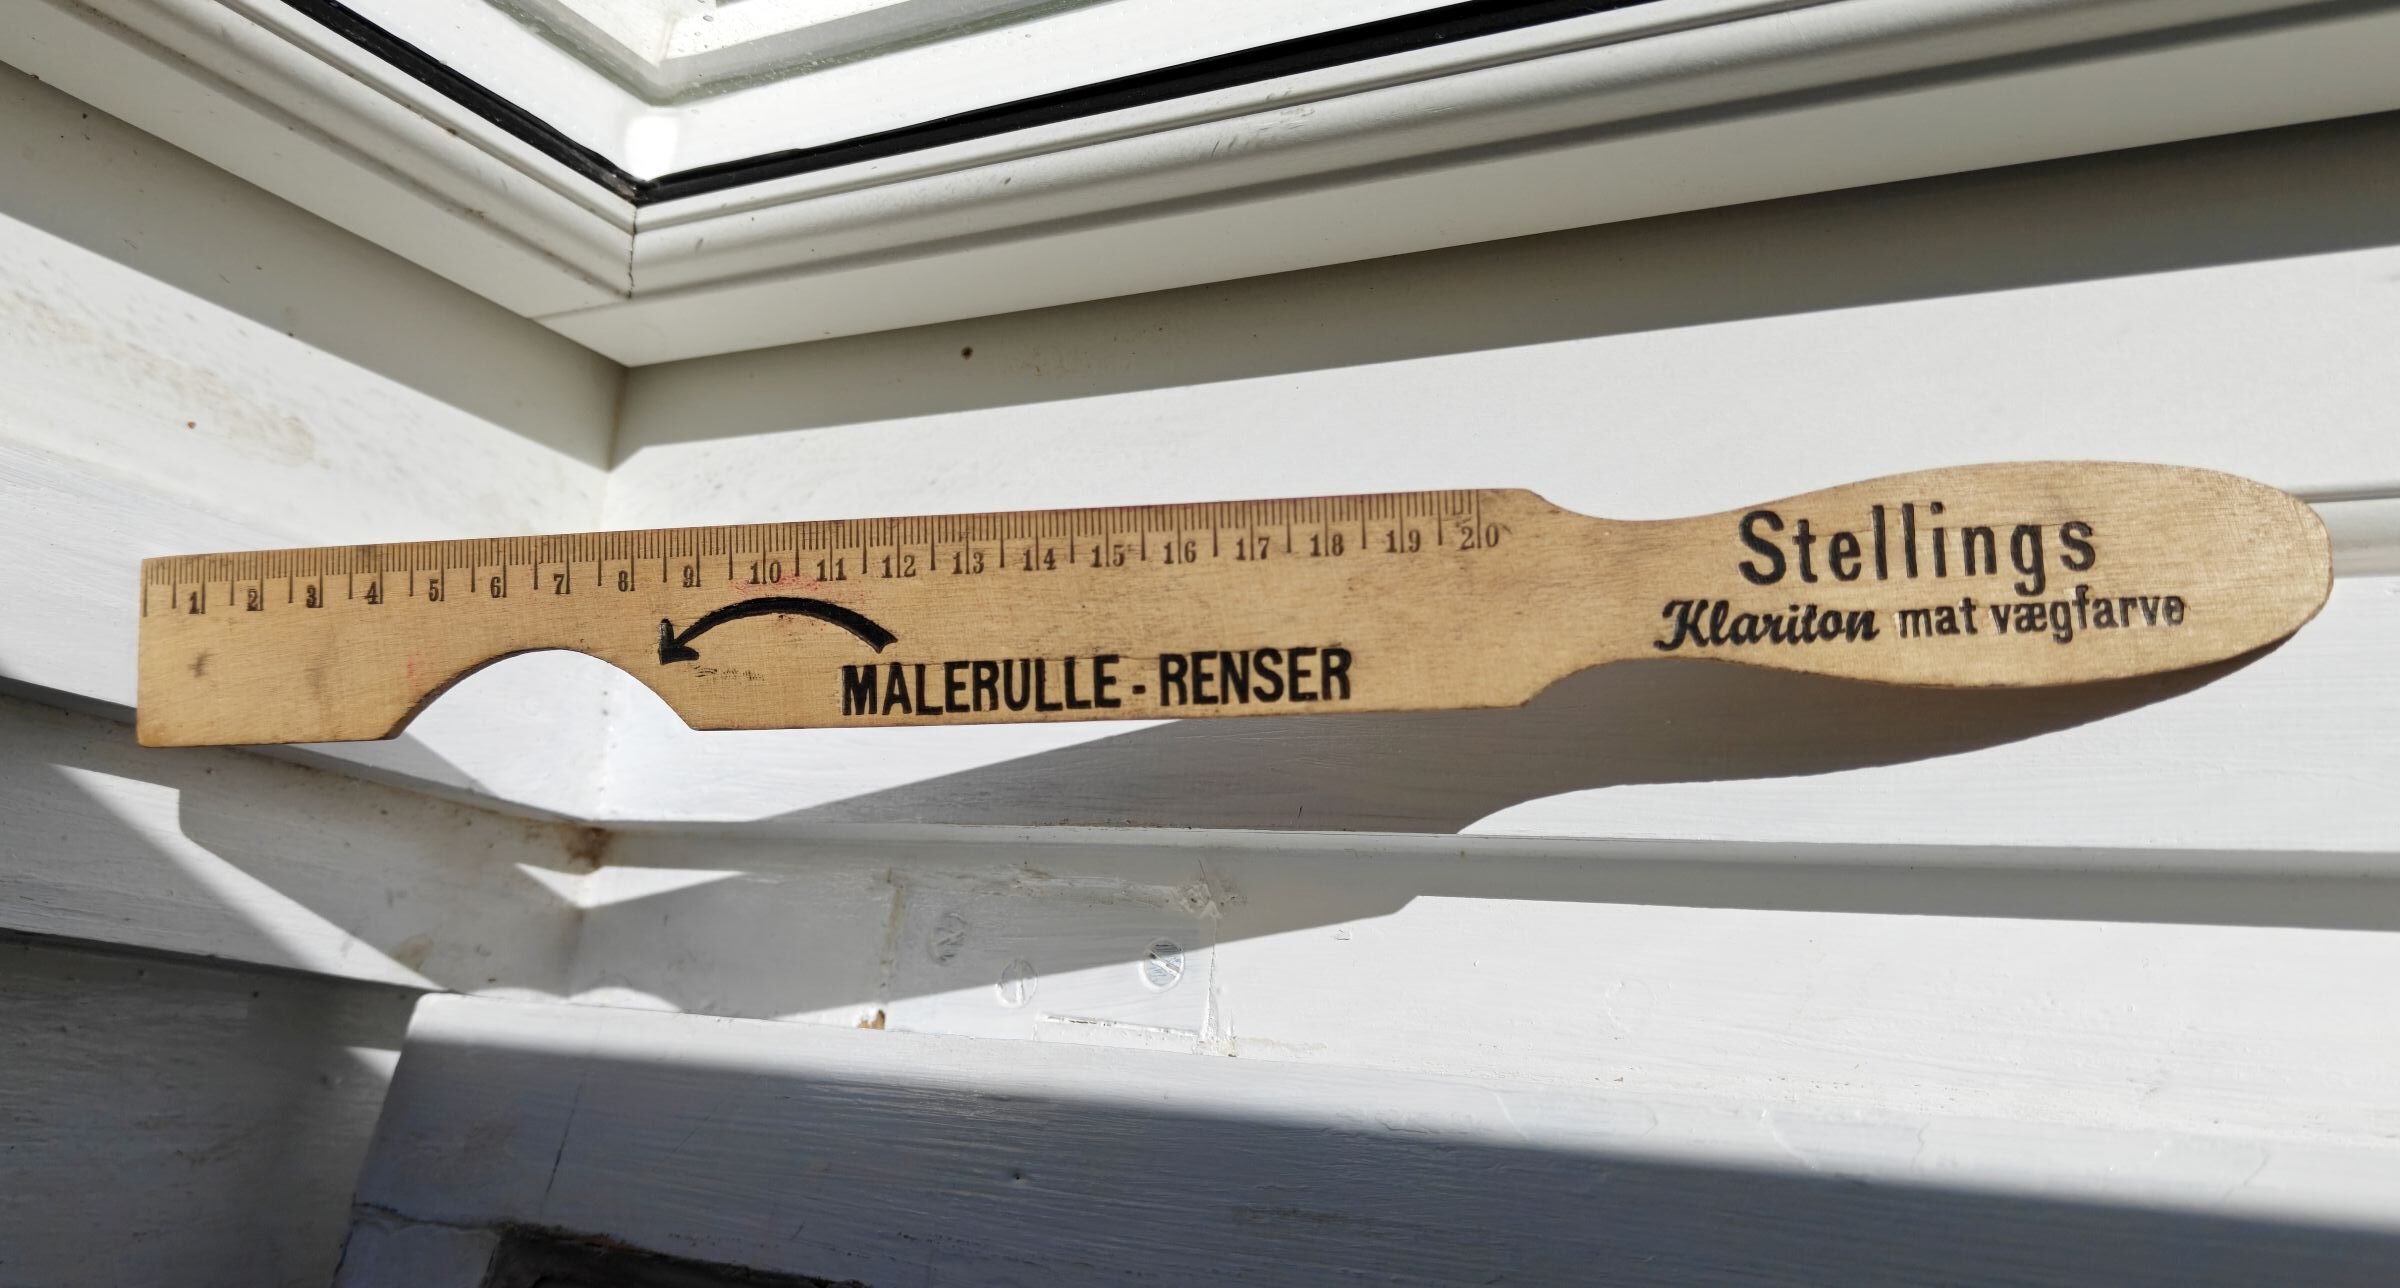 1 2 3 4 5 6 7 8 9 10 11 12 13 14 15 16 17 18 19 20
MALERULLE - RENSER
Stellings
Klariton mat vægfarve